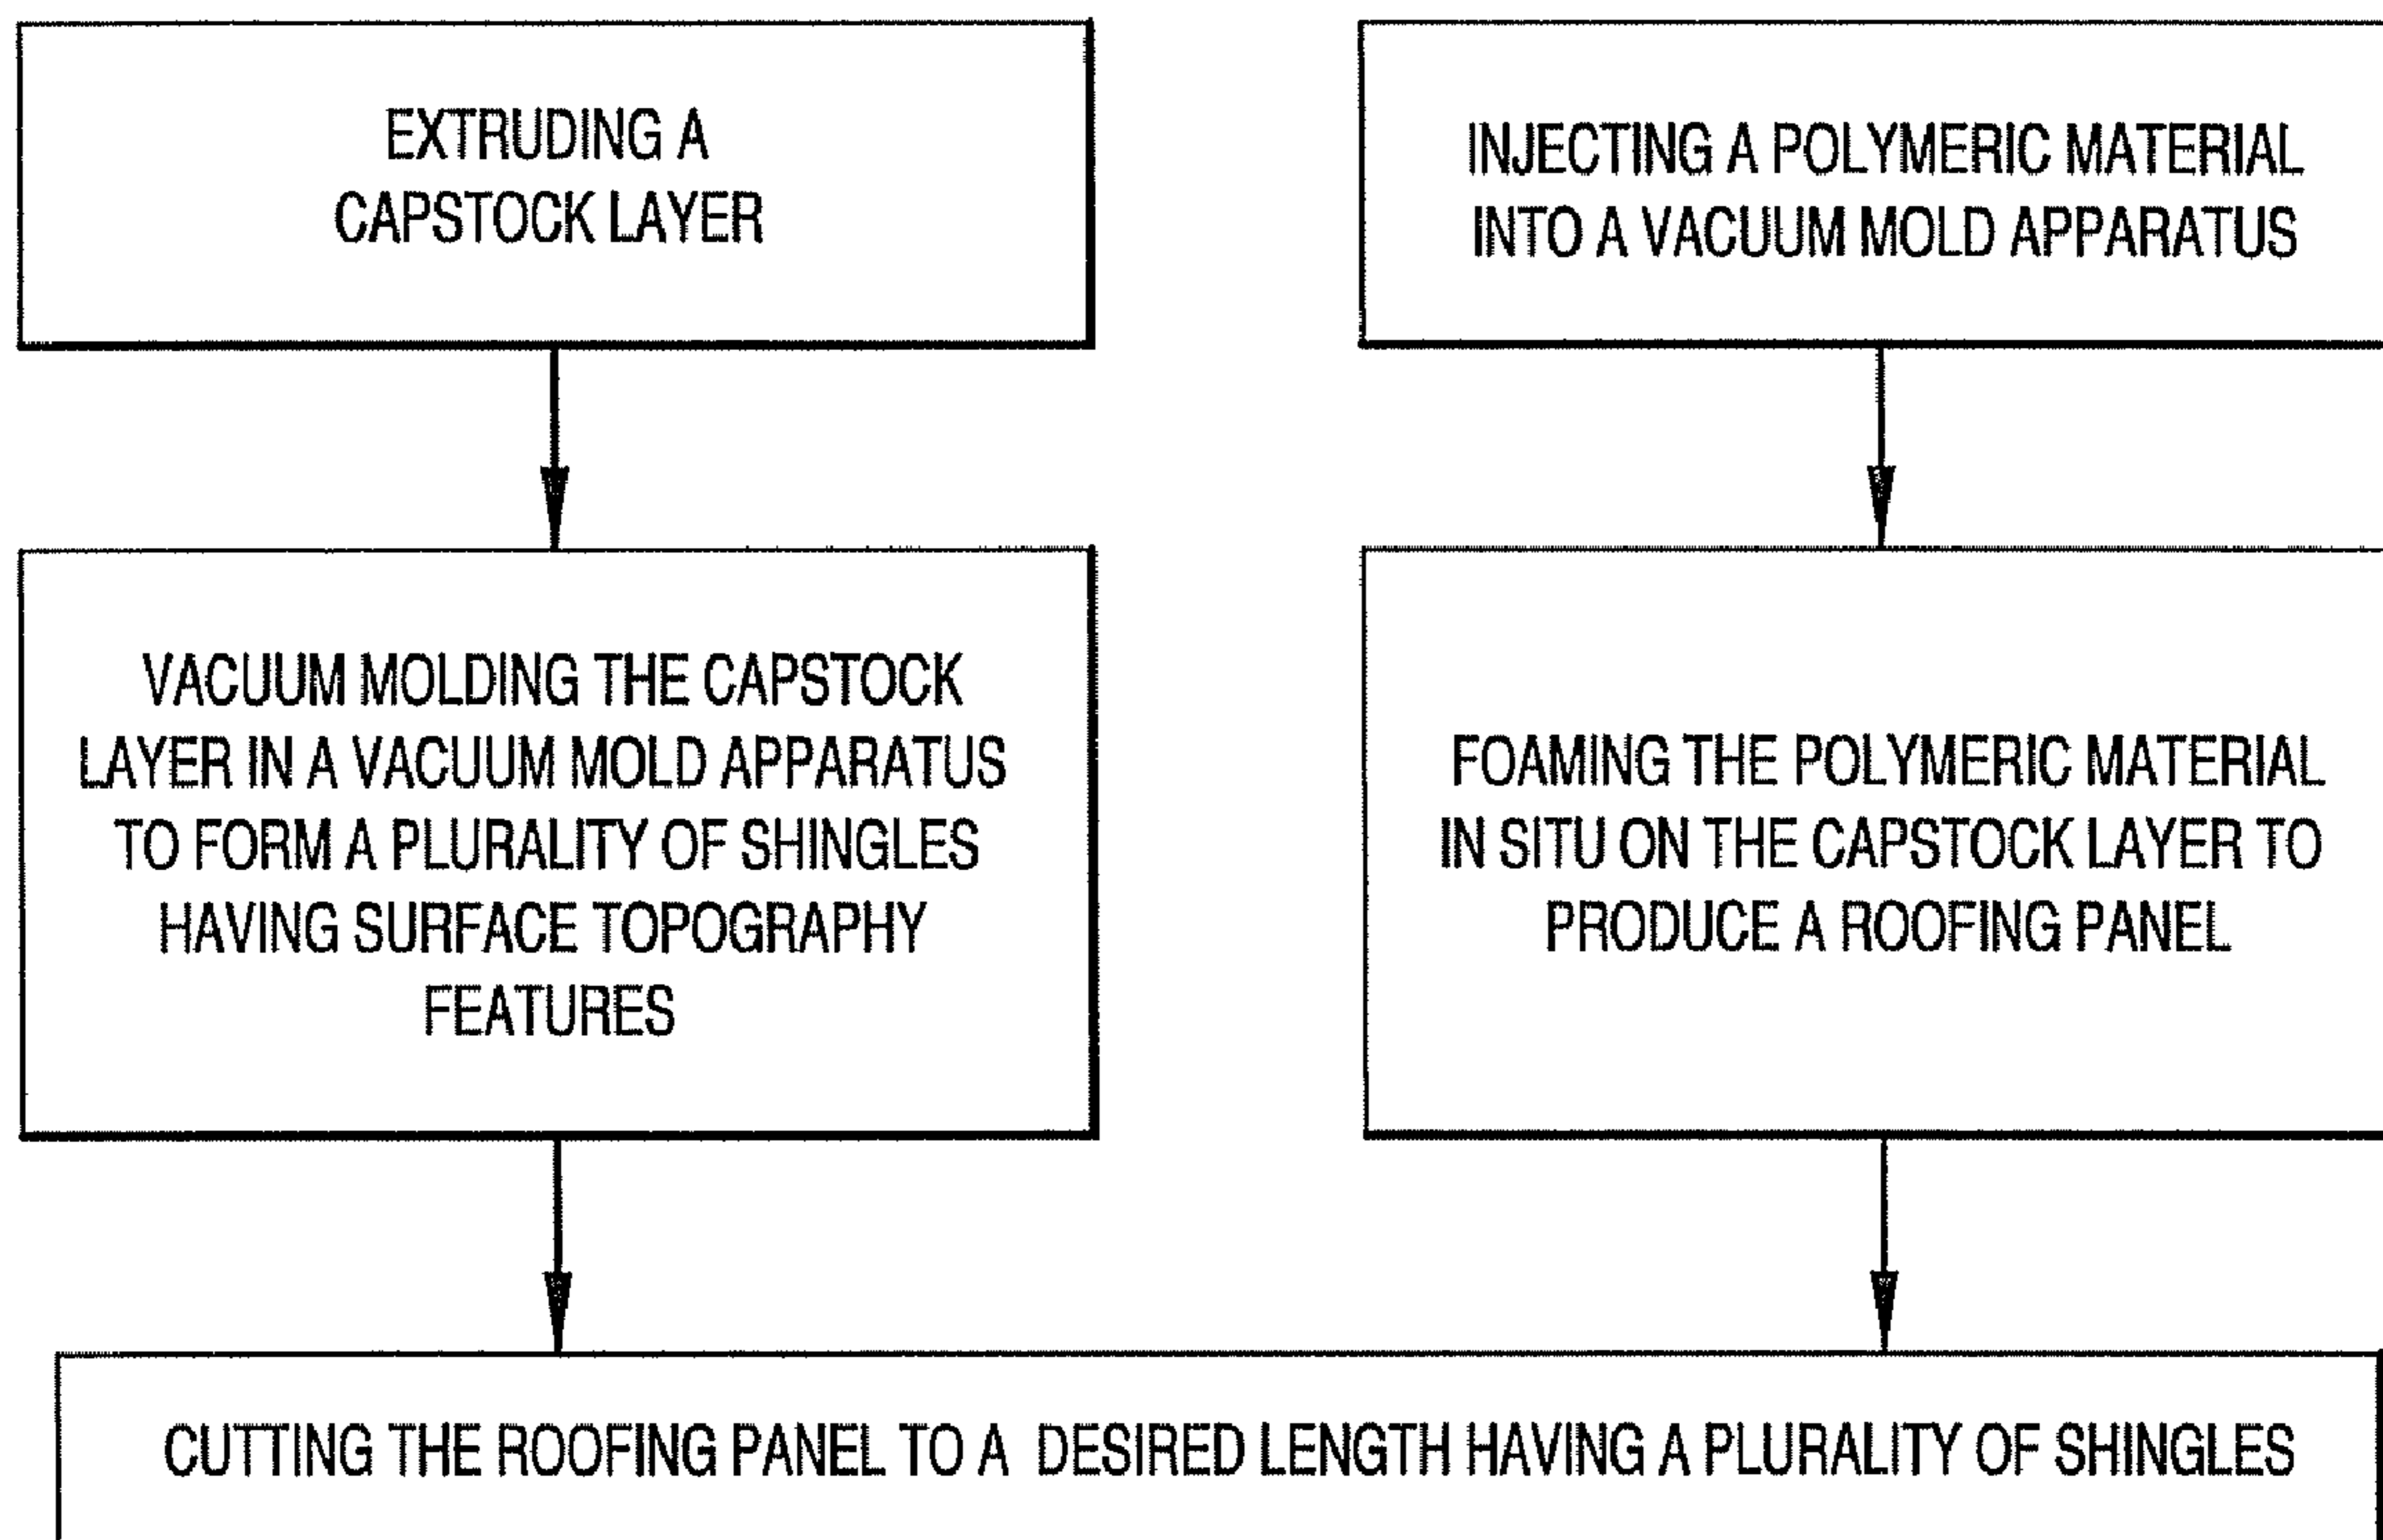 EXTRUDING A
CAPSTOCK LAYER
INJECTING A POLYMERIC MATERIAL
INTO A VACUUM MOLD APPARATUS
VACUUM MOLDING THE CAPSTOCK
LAYER IN A VACUUM MOLD APPARATUS
TO FORM A PLURALITY OF SHINGLES
HAVING SURFACE TOPOGRAPHY
FEATURES
FOAMING THE POLYMERIC MATERIAL
IN SITU ON THE CAPSTOCK LAYER TO
PRODUCE A ROOFING PANEL
CUTTING THE ROOFING PANEL TO A DESIRED LENGTH HAVING A PLURALITY OF SHINGLES